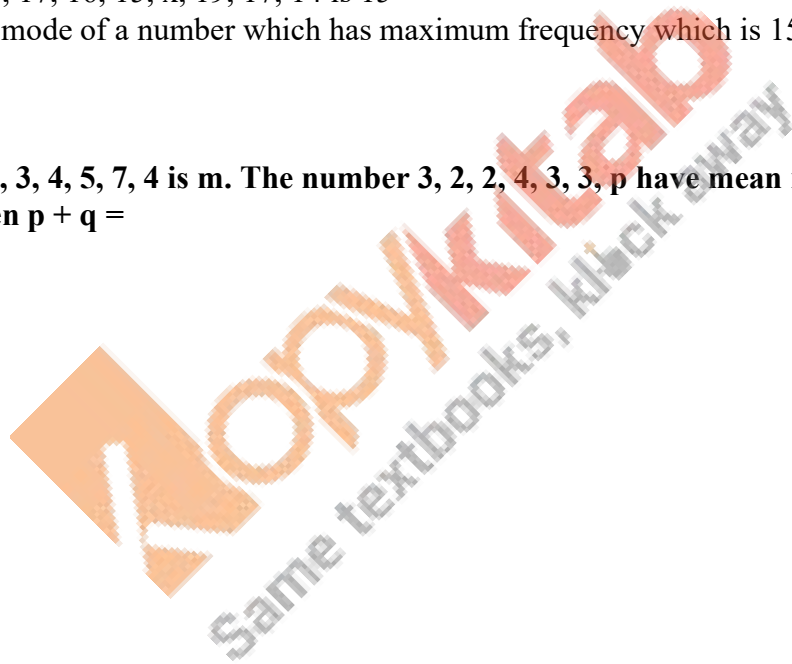 , 17, 16, 15, x, 19, 17, 14 is 15
mode of a number which has maximum frequency which is 15
, 3, 4, 5, 7, 4 is m. The number 3, 2, 2, 4, 3, 3, p have mean
en p + q =
opykitab
Same textbooks, klick away